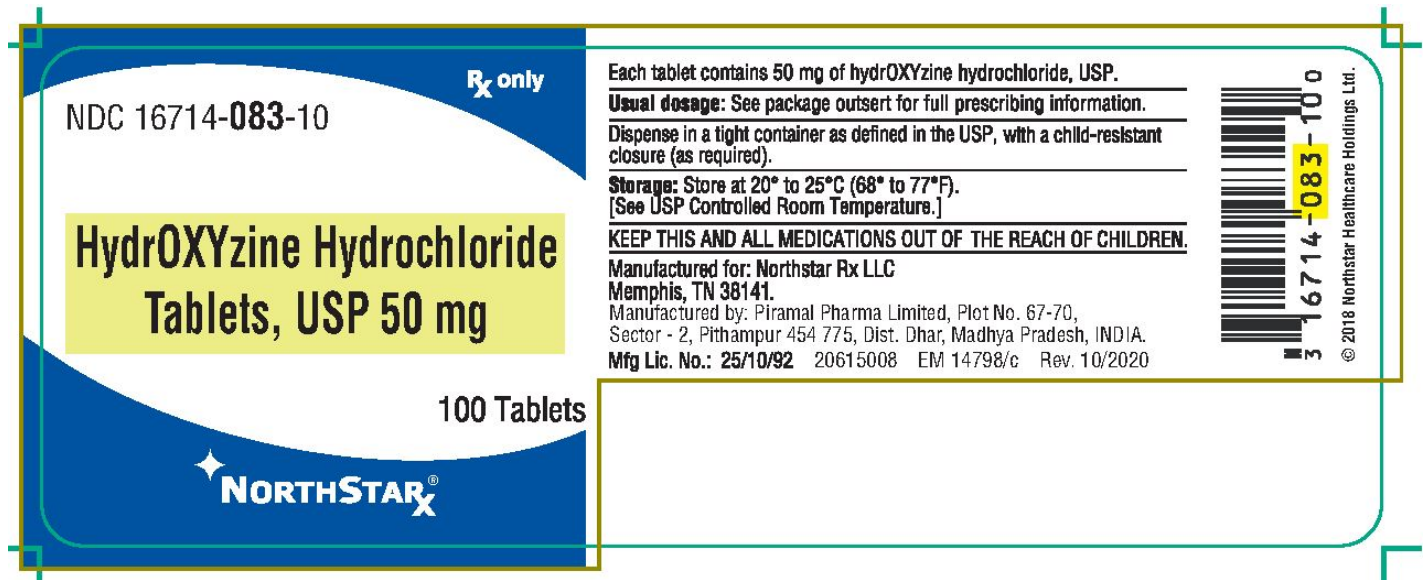 Rx only
NDC 16714-083-10
HydrOXYzine Hydrochloride
Tablets, USP 50 mg
100 Tablets
NORTHSTARx®
Each tablet contains 50 mg of hydrOXYzine hydrochloride, USP.
Usual dosage: See package outsert for full prescribing information.
Dispense in a tight container as defined in the USP, with a child-resistant
closure (as required).
Storage: Store at 20° to 25°C (68° to 77°F).
[See USP Controlled Room Temperature.]
KEEP THIS AND ALL MEDICATIONS OUT OF THE REACH OF CHILDREN.
Manufactured for: Northstar Rx LLC
Memphis, TN 38141.
Manufactured by: Piramal Pharma Limited, Plot No. 67-70,
Sector - 2, Pithampur 454 775, Dist. Dhar, Madhya Pradesh, INDIA.
Mfg Lic. No.: 25/10/92 20615008 EM 14798/c Rev. 10/2020
N
3 16714-083-10 0
© 2018 Northstar Healthcare Holdings Ltd.